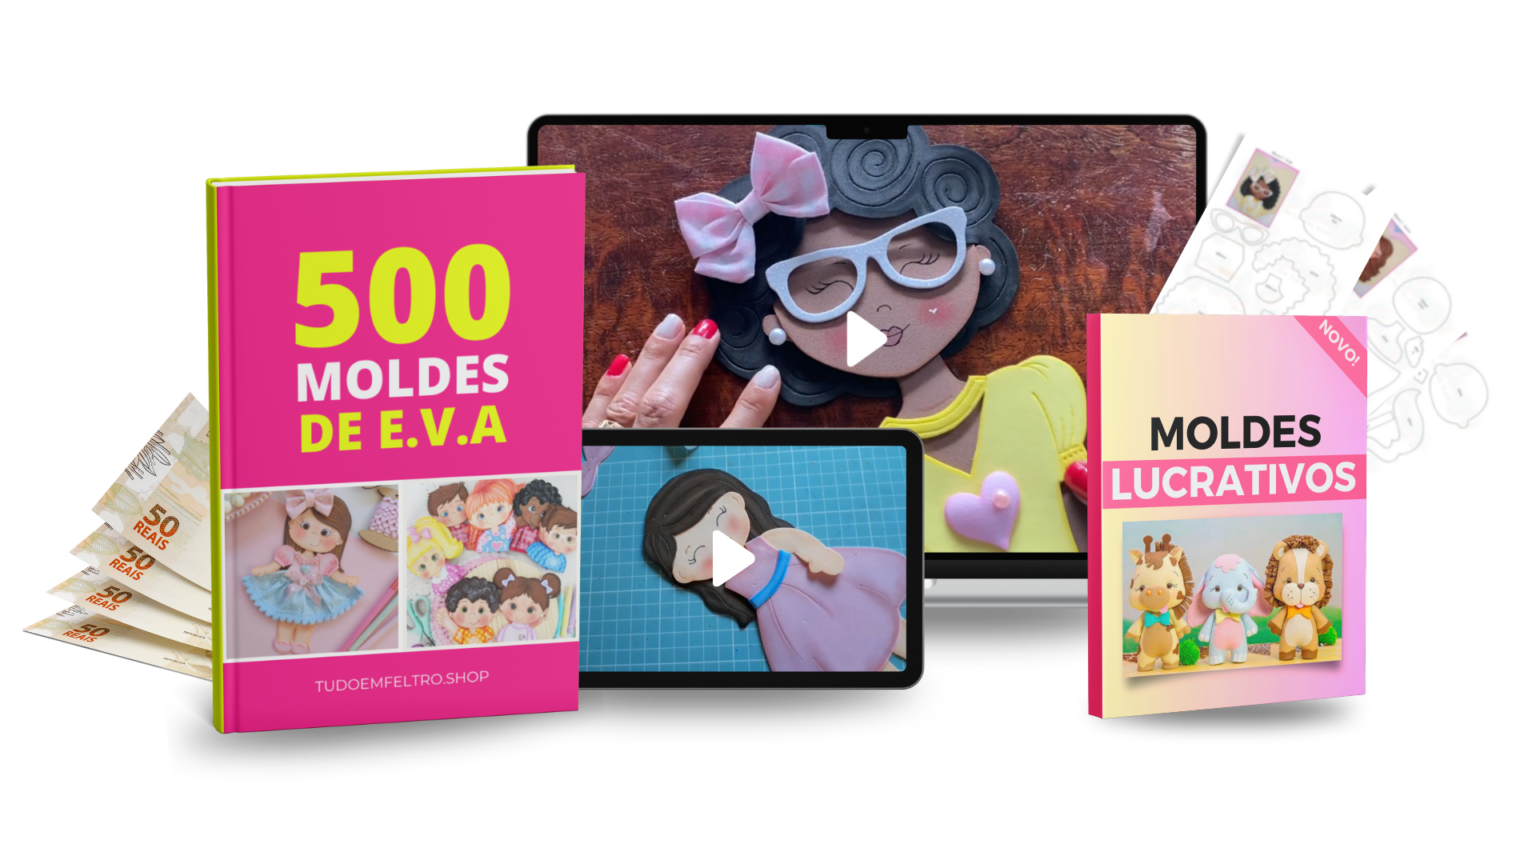 500
MOLDES
DE E.V.A
TUDOEMFELTRO.SHOP
50
REAIS
50
REAIS
50
REAIS
50
REAIS
NOVO!
MOLDES
LUCRATIVOS